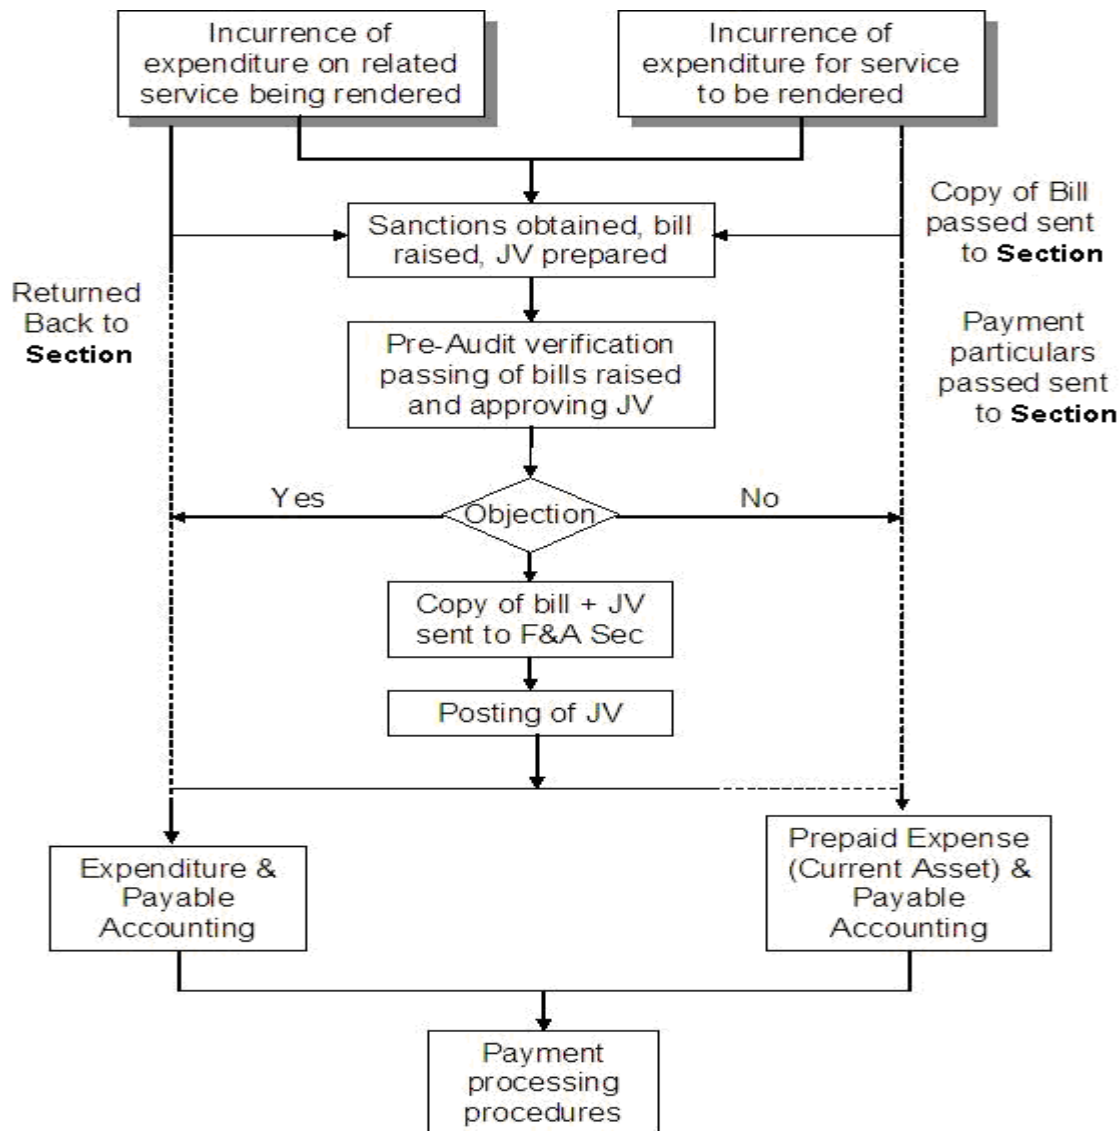 Incurrence of
expenditure on related
service being rendered
Incurrence of
expenditure for service
to be rendered
Sanctions obtained, bill
raised, JV prepared
Copy of Bill
passed sent
to Section
Returned
Back to
Section
Payment
particulars
passed sent
to Section
Pre-Audit verification
passing of bills raised
and approving JV
Yes
Objection
No
Copy of bill + JV
sent to F&A Sec
Posting of JV
Expenditure &
Payable
Accounting
Prepaid Expense
(Current Asset) &
Payable
Accounting
Payment
processing
procedures